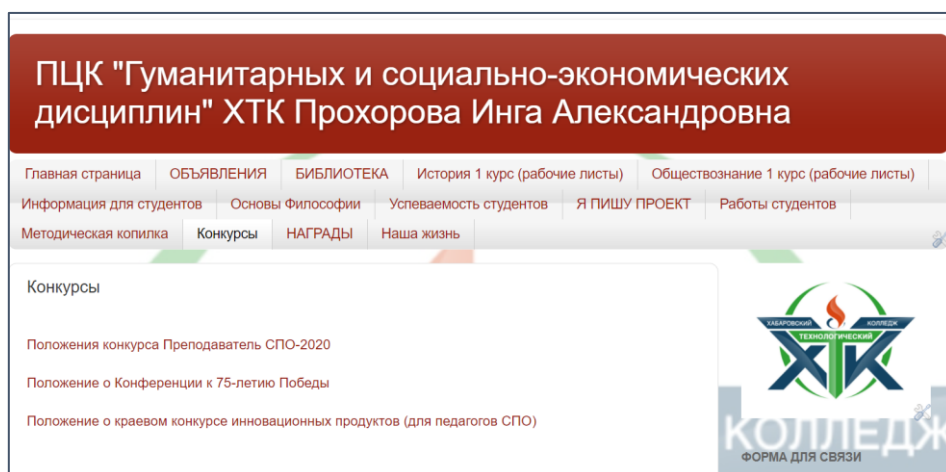 ПЦК "Гуманитарных и социально-экономических
дисциплин" ХТК Прохорова Инга Александровна
Главная страница ОБЪЯВЛЕНИЯ БИБЛИОТЕКА История 1 курс (рабочие листы) Обществознание 1 курс (рабочие листы)
Информация для студентов Основы Философии Успеваемость студентов Я ПИШУ ПРОЕКТ Работы студентов
Методическая копилка Конкурсы НАГРАДЫ Наша жизнь
Конкурсы
Положения конкурса Преподаватель СПО-2020
Положение о Конференции к 75-летию Победы
Положение о краевом конкурсе инновационных продуктов (для педагогов СПО)
ХАБАРОВСКИЙ КОЛЛЕДЖ
ТЕХНОЛОГИЧЕСКИЙ
ХТК
КОЛЛЕДЖ
ФОРМА ДЛЯ СВЯЗИ